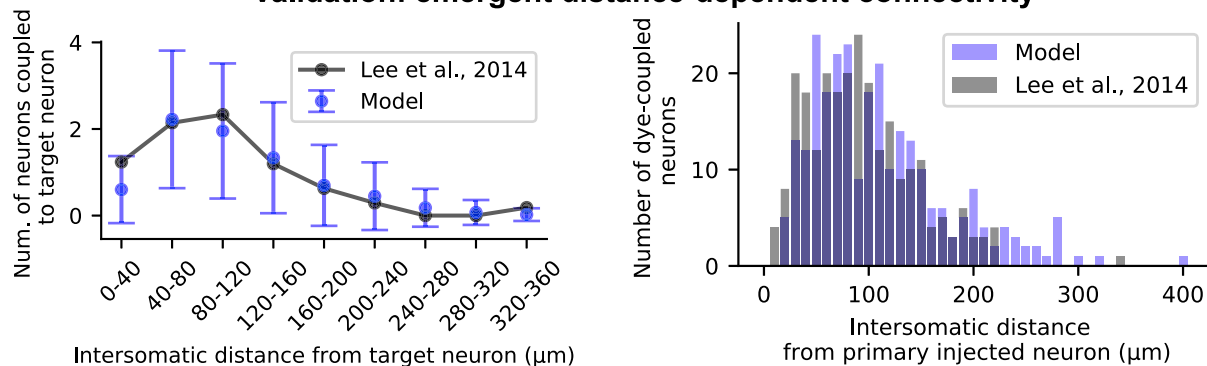 Validation: emergent distance-dependent connectivity
Num. of neurons coupled
to target neuron
4
2
0
Lee et al., 2014
Model
0-40
40-80
80-120
120-160
160-200
200-240
240-280
280-320
320-360
Intersomatic distance from target neuron (μm)
Number of dye-coupled
neurons
20
10
0
Model
Lee et al., 2014
0
100
200
300
400
Intersomatic distance
from primary injected neuron (μm)